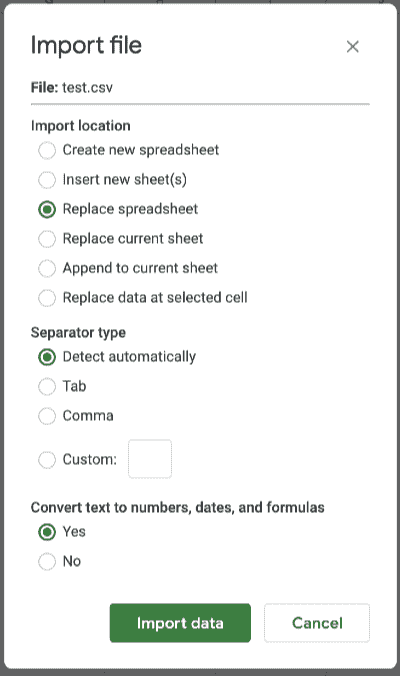 Import file
File: test.csv
Import location
Create new spreadsheet
Insert new sheet(s)
Replace spreadsheet
Replace current sheet
Append to current sheet
Replace data at selected cell
Separator type
Detect automatically
Tab
Comma
Custom:
Convert text to numbers, dates, and formulas
Yes
No
Import data Cancel